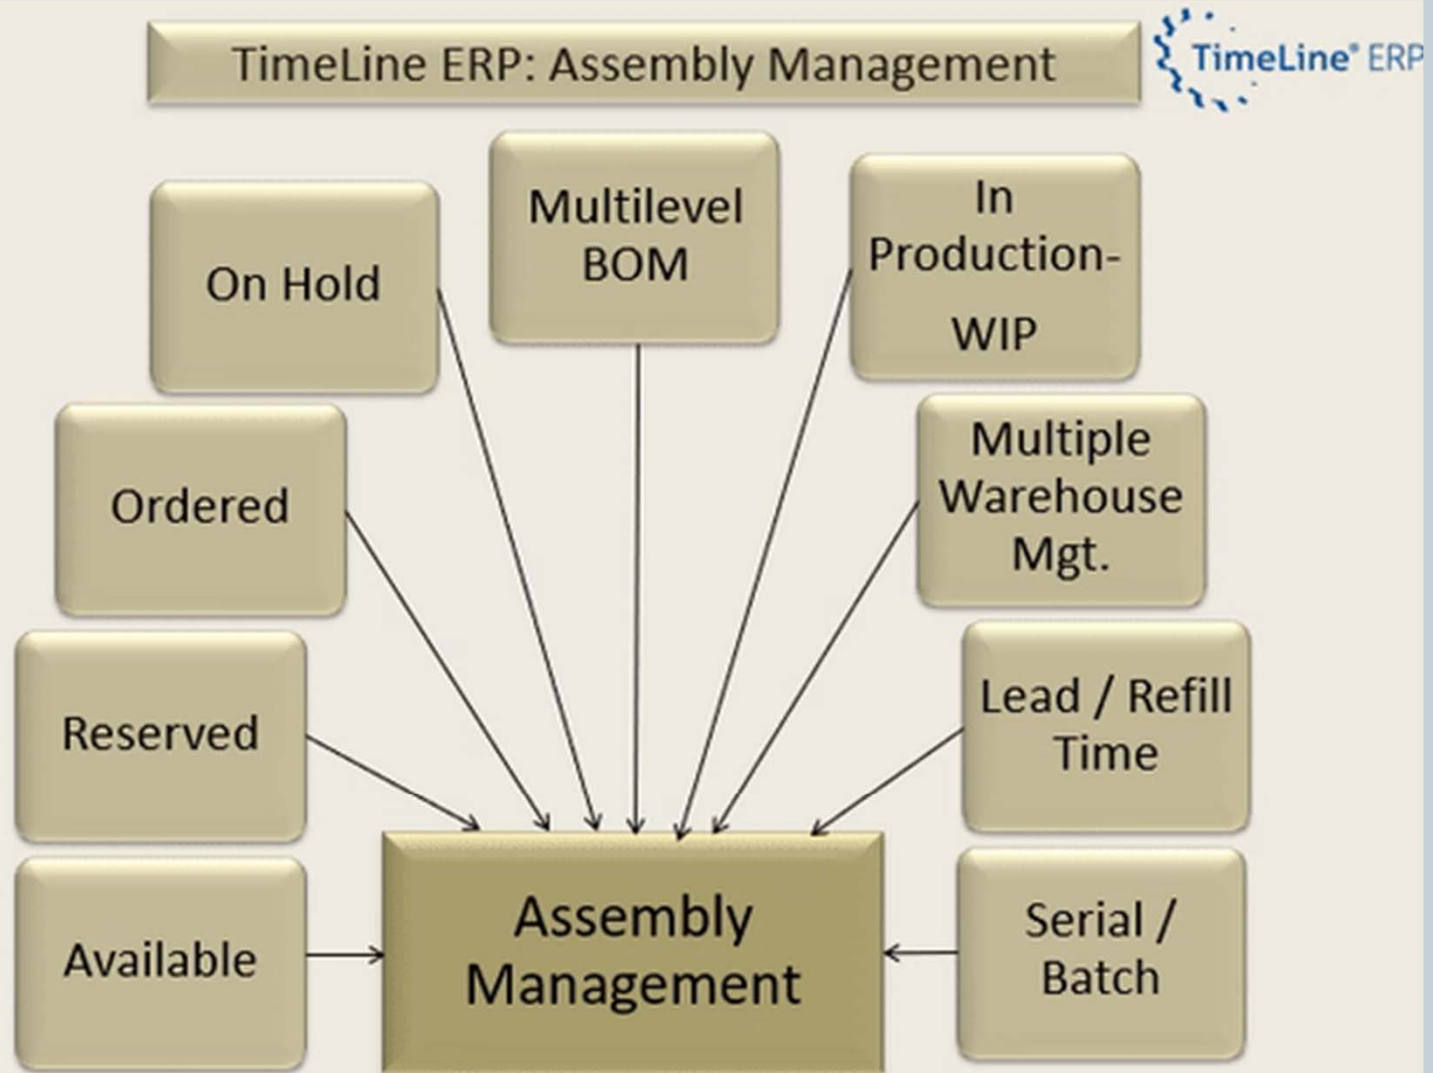 TimeLine ERP: Assembly Management
TimeLine® ERP
Multilevel
BOM
In
Production-
WIP
On Hold
Multiple
Warehouse
Mgt.
Ordered
Lead / Refill
Time
Reserved
Serial /
Batch
Available
Assembly
Management